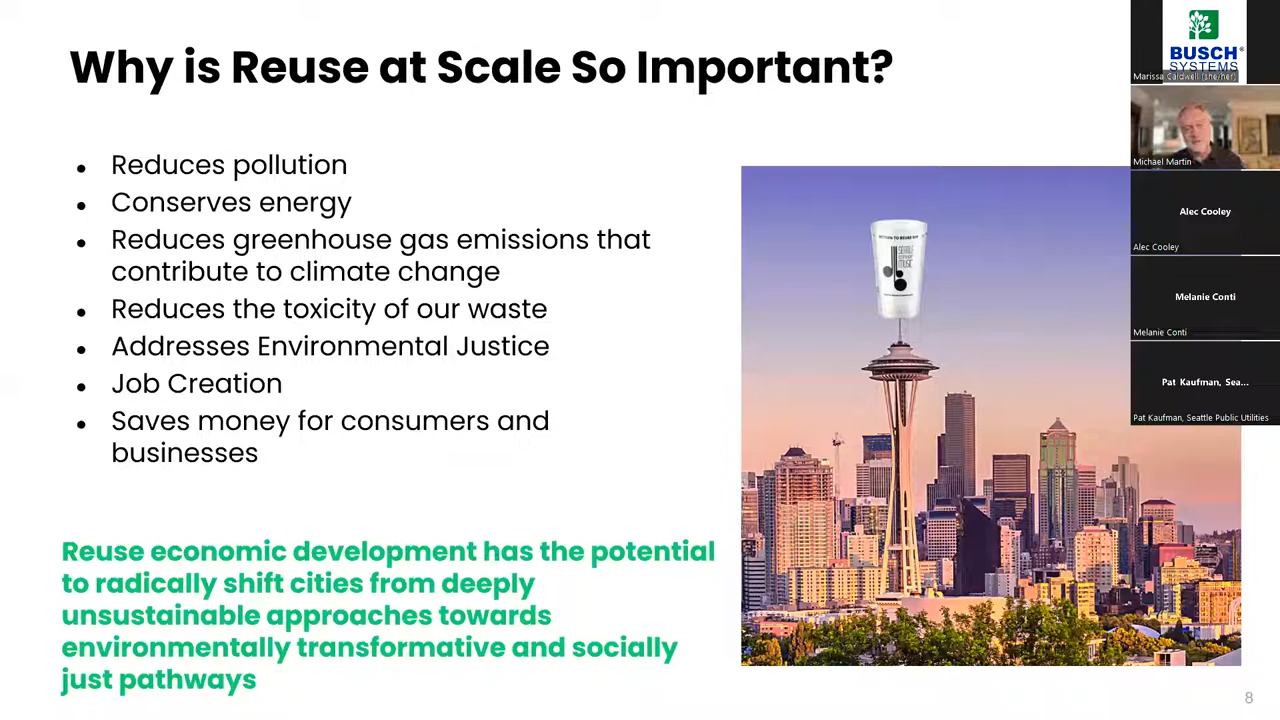 Why is Reuse at Scale So Important?
● Reduces pollution
● Conserves energy
● Reduces greenhouse gas emissions that
contribute to climate change
● Reduces the toxicity of our waste
● Addresses Environmental Justice
● Job Creation
● Saves money for consumers and
businesses
Reuse economic development has the potential
to radically shift cities from deeply
unsustainable approaches towards
environmentally transformative and socially
just pathways
BUSCH®
SYSTEMS
Marissa Caldwell (she/her)
Michael Martin
Alec Cooley
Alec Cooley
Melanie Conti
Melanie Conti
Pat Kaufman, Sea...
Pat Kaufman, Seattle Public Utilities
8